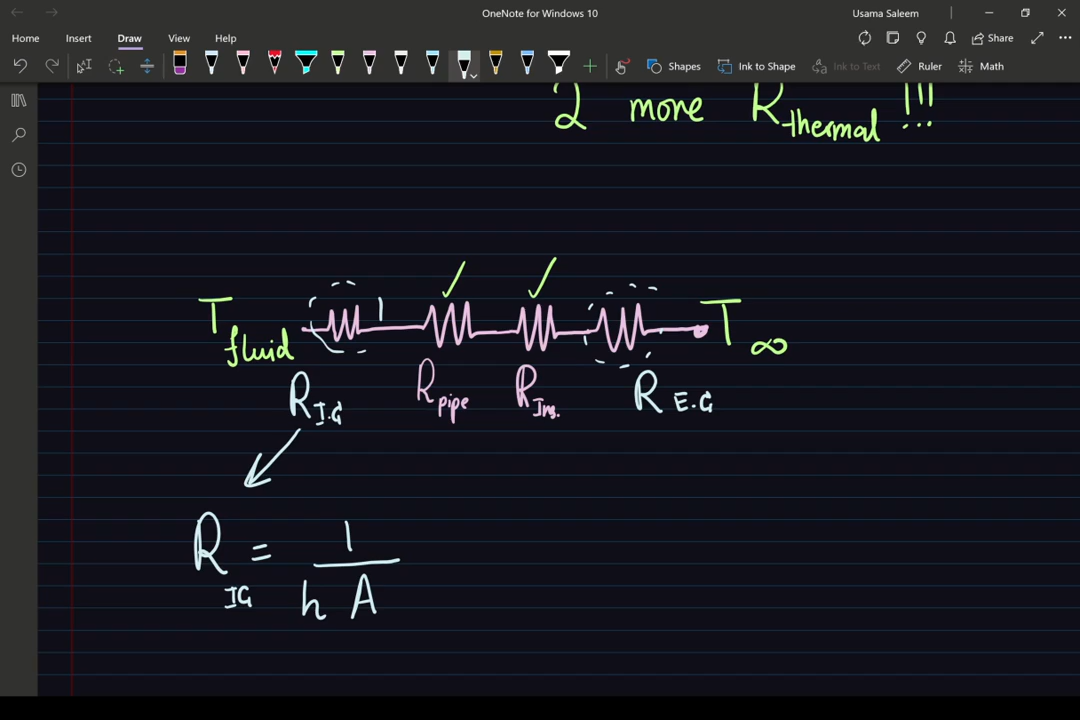 OneNote for Windows 10
Usama Saleem
Home Insert Draw View Help
Share
Shapes Ink to Shape Ink to Text Ruler Math
2 more R thermal !!!
T fluid T ∞
R I.G R pipe R Ins. R E.G
R IG = 1
h A